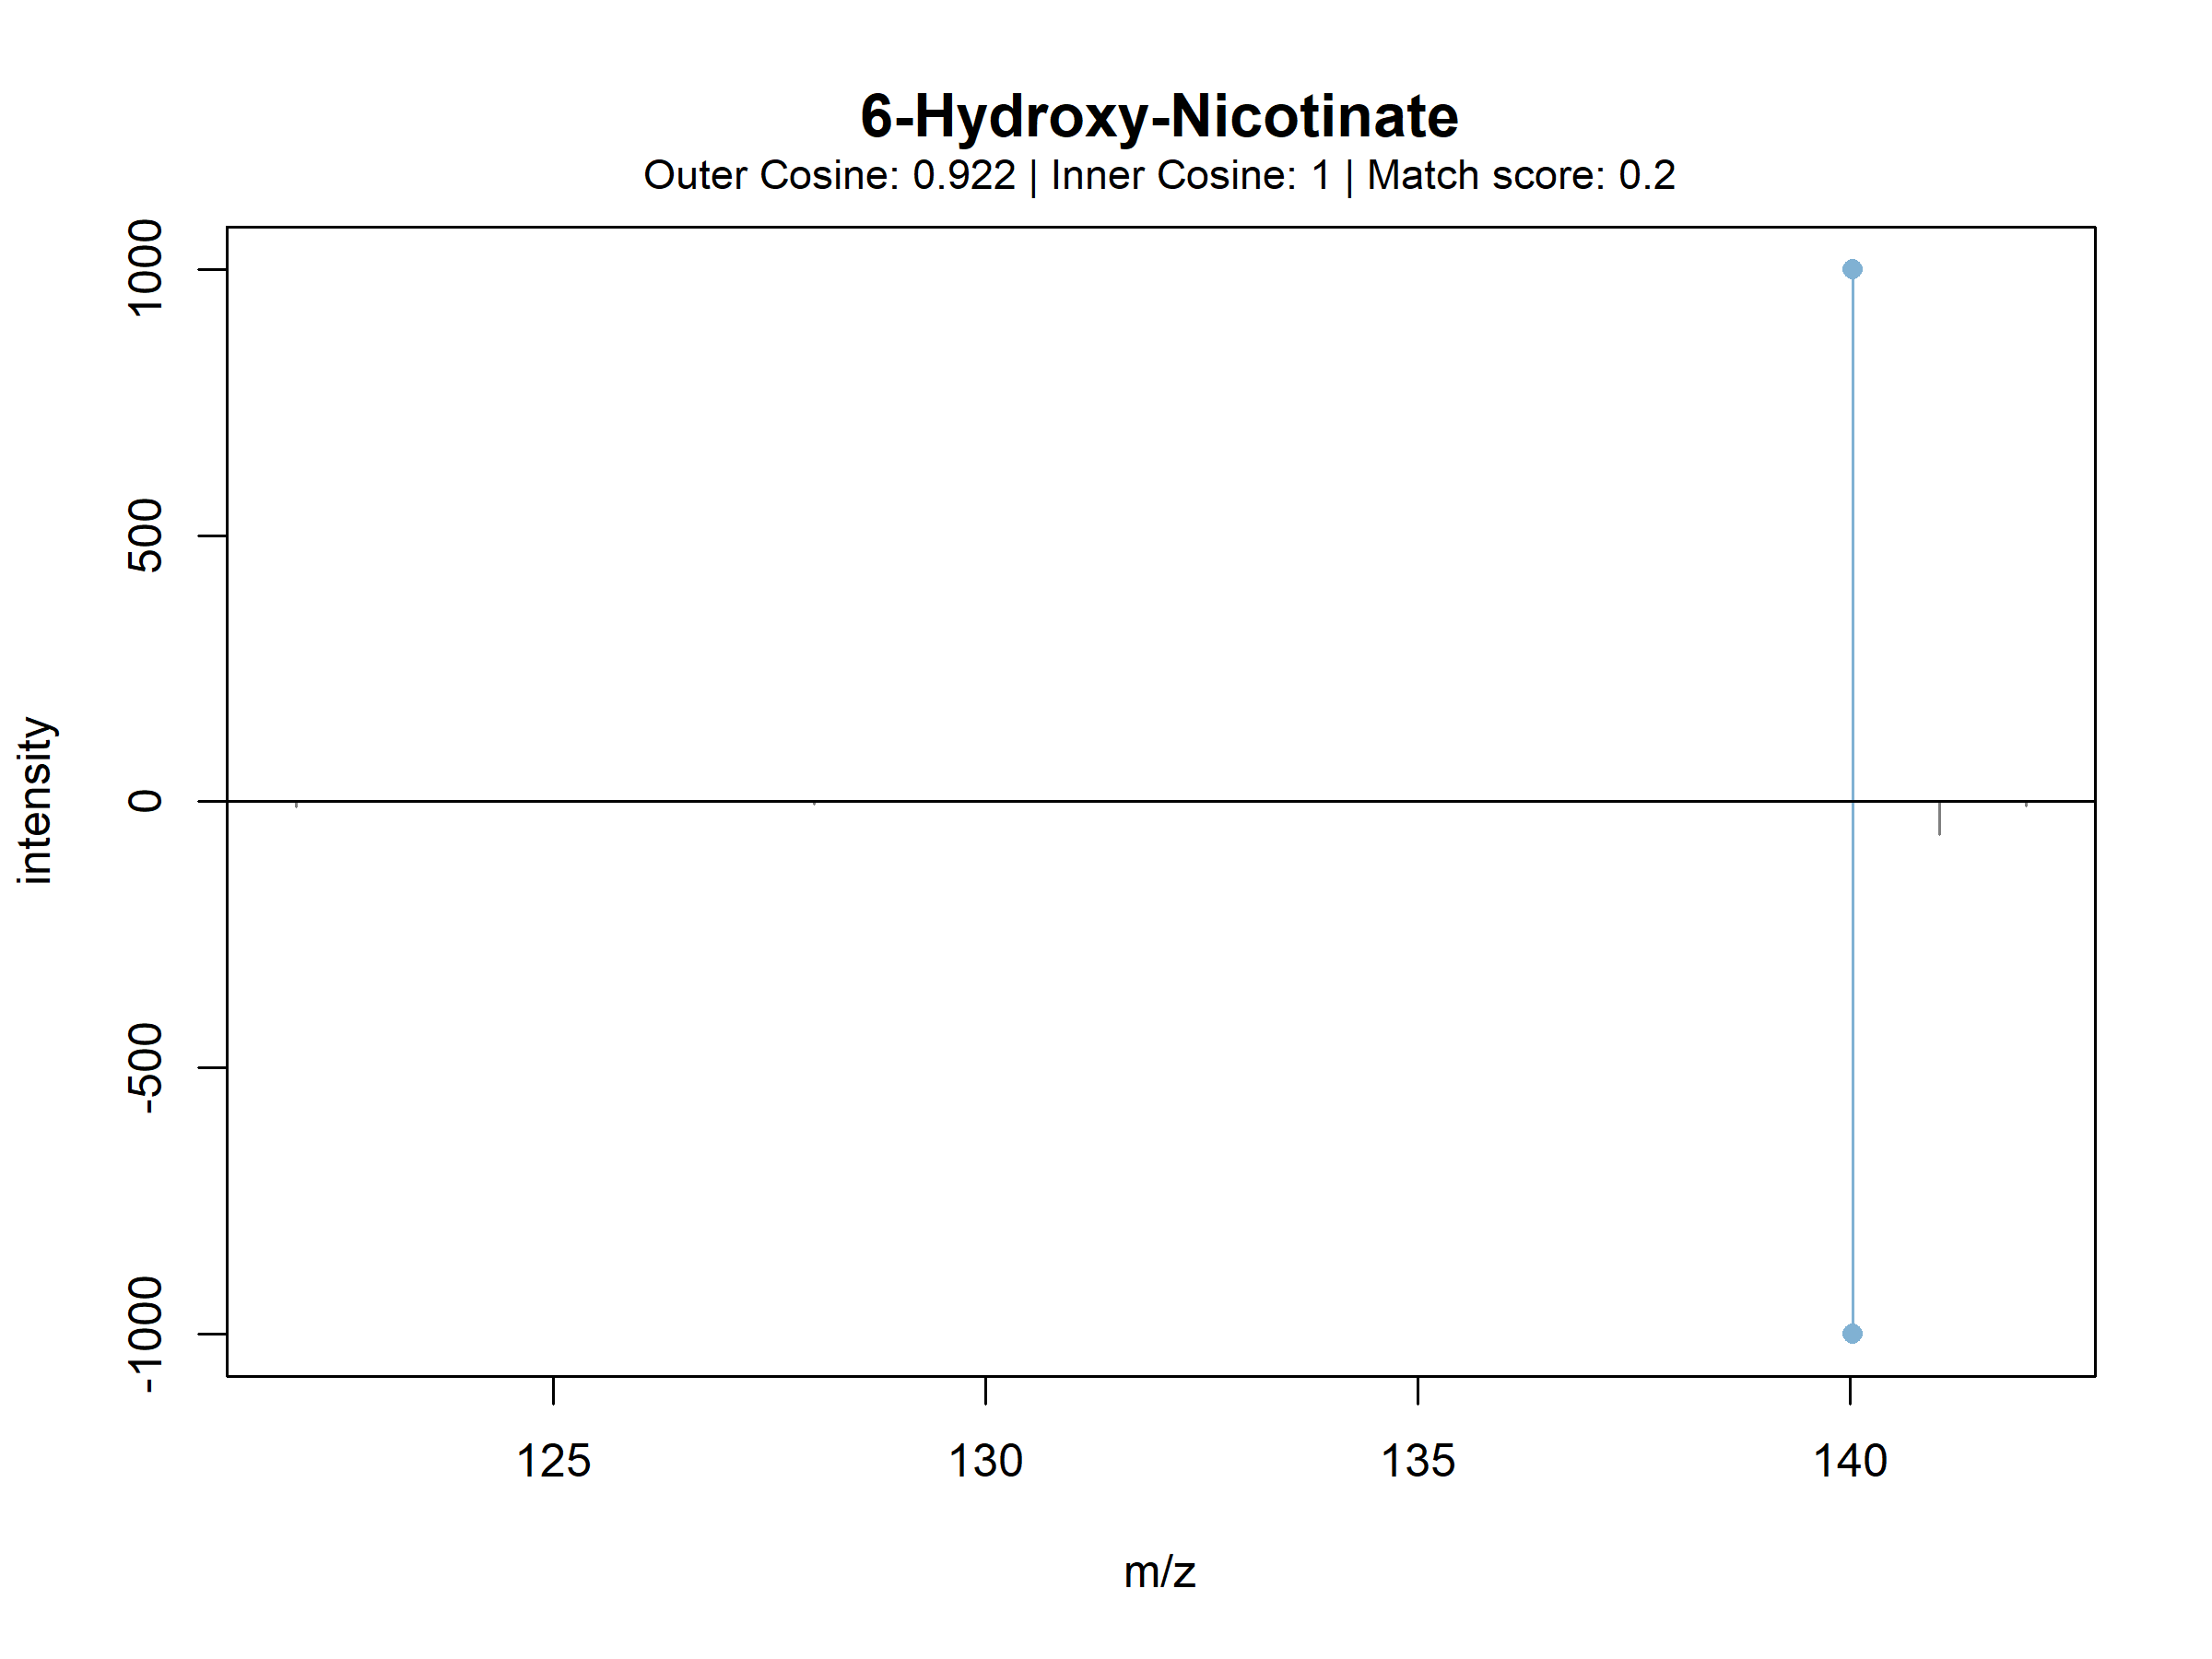 6-Hydroxy-Nicotinate
Outer Cosine: 0.922 | Inner Cosine: 1 | Match score: 0.2
1000
500
0
-500
-1000
intensity
125 130 135 140
m/z